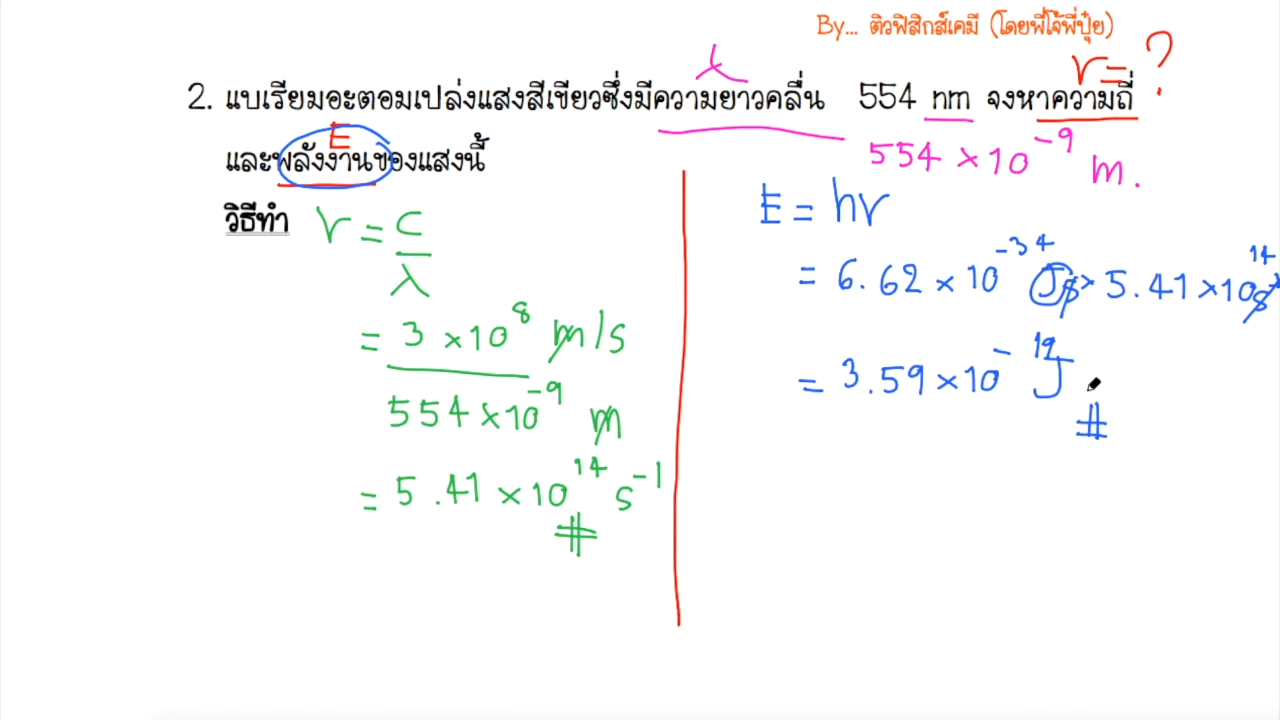 By... ติวฟิสิกส์เคมี (โดยพี่โจ้พี่ปุ๋ย)
λ
ν = ?
2. แบเรียมอะตอมเปล่งแสงสีเขียวซึ่งมีความยาวคลื่น 554 nm จงหาความถี่
E
554 × 10⁻⁹ m.
และพลังงานของแสงนี้
วิธีทำ
ν = c
λ
= 3 × 10⁸ m/s
554 × 10⁻⁹ m
= 5.41 × 10¹⁴ s⁻¹
#
E = hν
= 6.62 × 10⁻³⁴ Js × 5.41 × 10¹⁴ s⁻¹
= 3.59 × 10⁻¹⁹ J
#